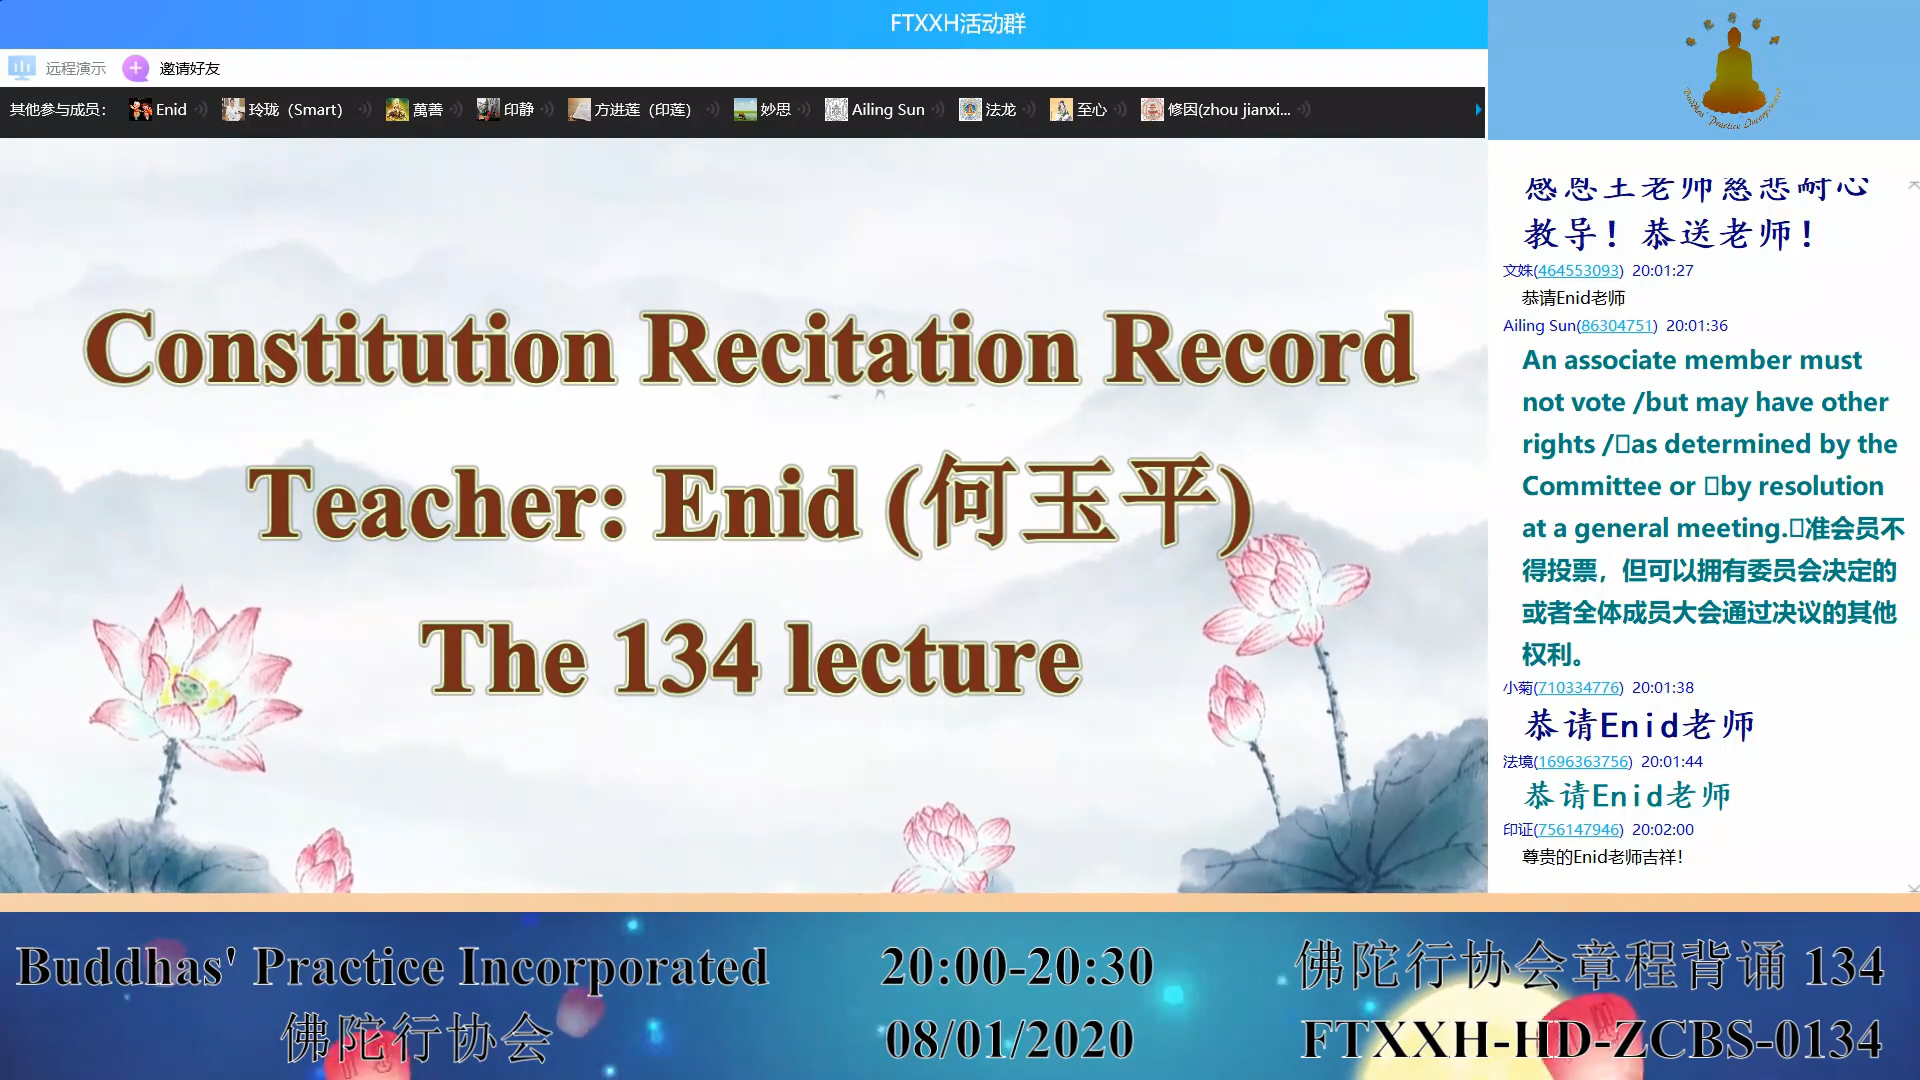 FTXXH活动群
远程演示 邀请好友
其他参与成员: Enid 玲珑（Smart） 萬善 印静 方进莲（印莲） 妙思 Ailing Sun 法龙 至心 修因(zhou jianxi...
Constitution Recitation Record
Teacher: Enid (何玉平)
The 134 lecture
Buddhas' Practice Incorporated
感恩王老师慈悲耐心
教导！恭送老师！
文姝(464553093) 20:01:27
恭请Enid老师
Ailing Sun(86304751) 20:01:36
An associate member must
not vote /but may have other
rights /□as determined by the
Committee or □by resolution
at a general meeting.□准会员不
得投票，但可以拥有委员会决定的
或者全体成员大会通过决议的其他
权利。
小菊(710334776) 20:01:38
恭请Enid老师
法境(1696363756) 20:01:44
恭请Enid老师
印证(756147946) 20:02:00
尊贵的Enid老师吉祥！
Buddhas' Practice Incorporated
佛陀行协会
20:00-20:30
08/01/2020
佛陀行协会章程背诵 134
FTXXH-HD-ZCBS-0134